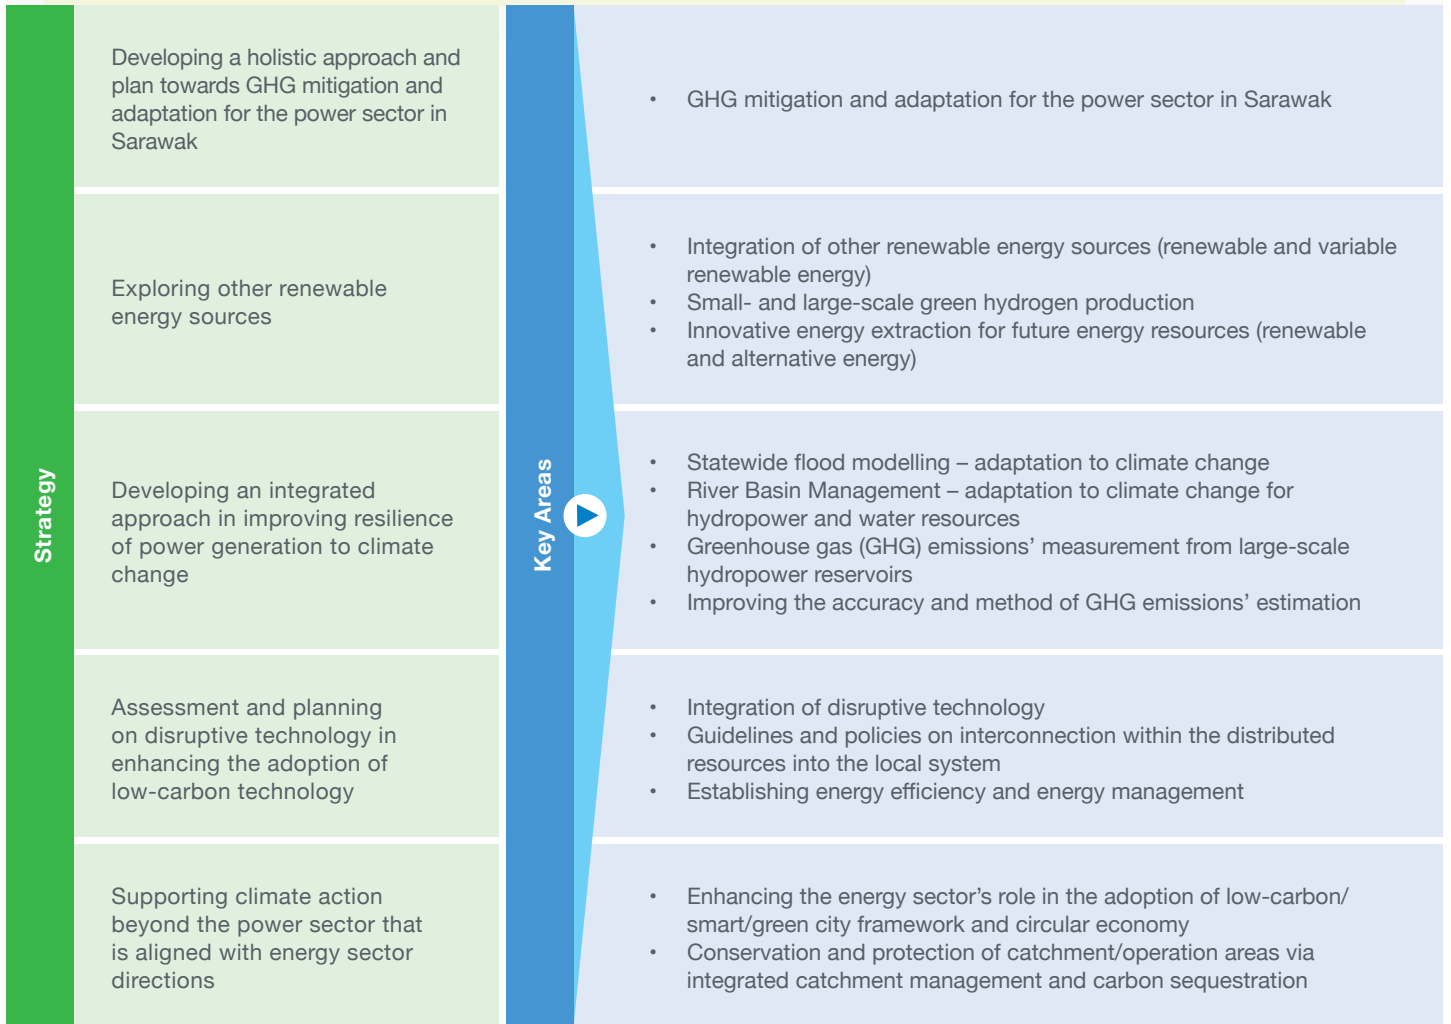 Strategy
Developing a holistic approach and
plan towards GHG mitigation and
adaptation for the power sector in
Sarawak
Key Areas
• GHG mitigation and adaptation for the power sector in Sarawak
Exploring other renewable
energy sources
• Integration of other renewable energy sources (renewable and variable
renewable energy)
• Small- and large-scale green hydrogen production
• Innovative energy extraction for future energy resources (renewable
and alternative energy)
Developing an integrated
approach in improving resilience
of power generation to climate
change
• Statewide flood modelling – adaptation to climate change
• River Basin Management – adaptation to climate change for
hydropower and water resources
• Greenhouse gas (GHG) emissions’ measurement from large-scale
hydropower reservoirs
• Improving the accuracy and method of GHG emissions’ estimation
Assessment and planning
on disruptive technology in
enhancing the adoption of
low-carbon technology
• Integration of disruptive technology
• Guidelines and policies on interconnection within the distributed
resources into the local system
• Establishing energy efficiency and energy management
Supporting climate action
beyond the power sector that
is aligned with energy sector
directions
• Enhancing the energy sector’s role in the adoption of low-carbon/
smart/green city framework and circular economy
• Conservation and protection of catchment/operation areas via
integrated catchment management and carbon sequestration